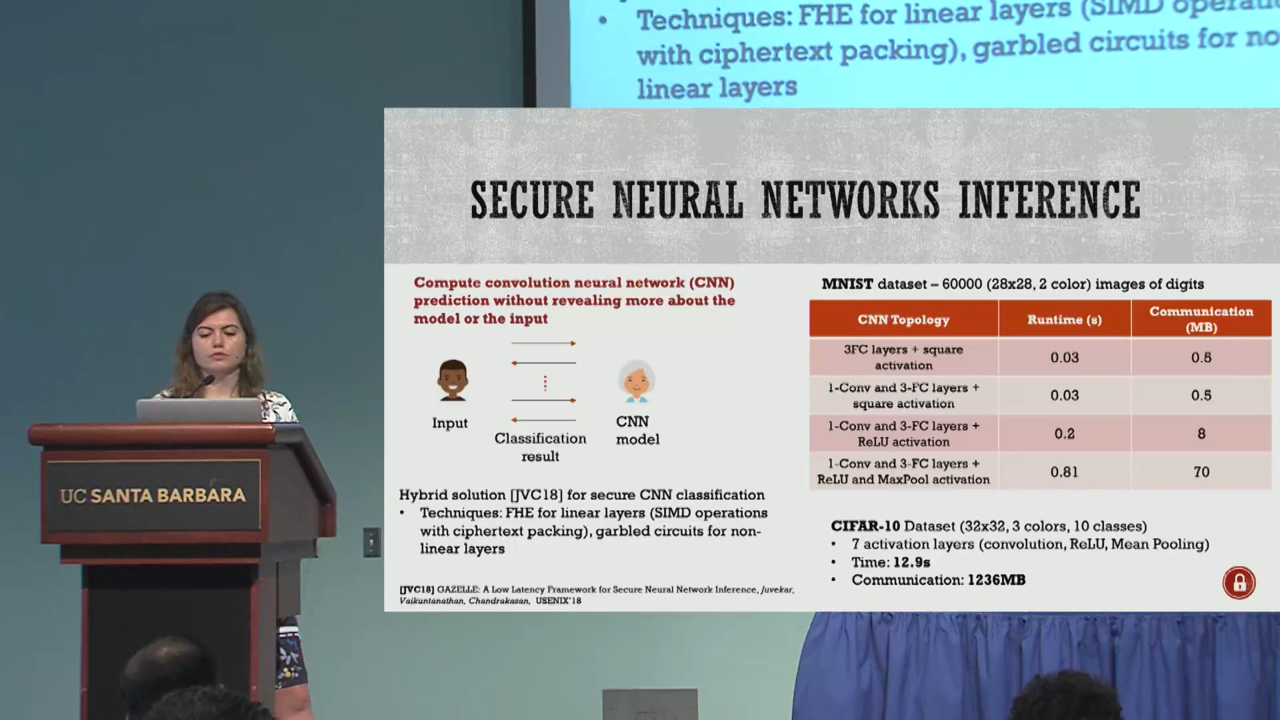 Techniques: FHE for linear layers (SIMD
with ciphertext packing), garbled circuits for
linear layers
SECURE NEURAL NETWORKS INFERENCE
Compute convolution neural network (CNN)
prediction without revealing more about the
model or the input
Input
Classification
result
CNN
model
Hybrid solution [JVC18] for secure CNN classification
• Techniques: FHE for linear layers (SIMD operations
with ciphertext packing), garbled circuits for non-
linear layers
[JVC18] GAZELLE: A Low Latency Framework for Secure Neural Network Inference, Juvekar,
Vaikuntanathan, Chandrakasan, USENIX'18
MNIST dataset – 60000 (28x28, 2 color) images of digits
CNN Topology Runtime (s) Communication (MB)
3FC layers + square activation 0.03 0.5
1-Conv and 3-FC layers + square activation 0.03 0.5
1-Conv and 3-FC layers + ReLU activation 0.2 8
1-Conv and 3-FC layers + ReLU and MaxPool activation 0.81 70
CIFAR-10 Dataset (32x32, 3 colors, 10 classes)
• 7 activation layers (convolution, ReLU, Mean Pooling)
• Time: 12.9s
• Communication: 1236MB
UC SANTA BARBARA